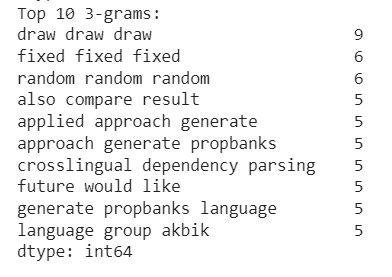 Top 10 3-grams:
draw draw draw 9
fixed fixed fixed 6
random random random 6
also compare result 5
applied approach generate 5
approach generate propbanks 5
crosslingual dependency parsing 5
future would like 5
generate propbanks language 5
language group akbik 5
dtype: int64